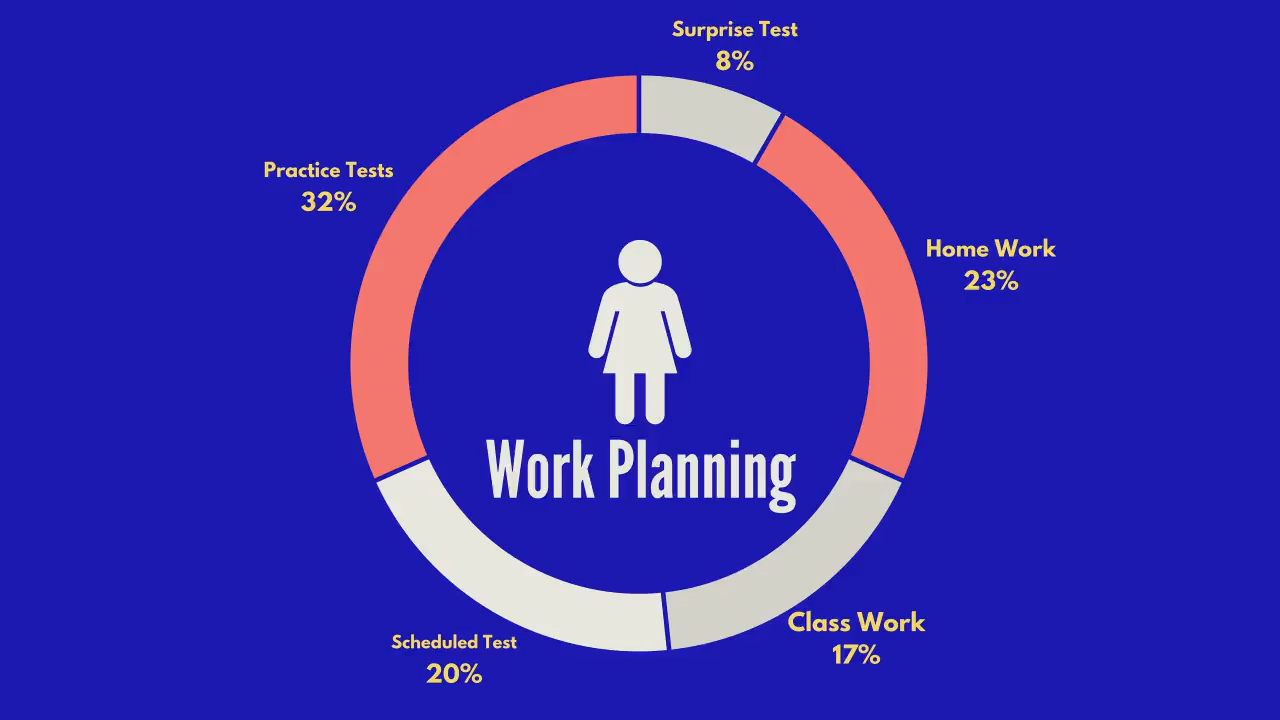 Surprise Test
8%
Practice Tests
32%
Home Work
23%
Work Planning
Class Work
17%
Scheduled Test
20%